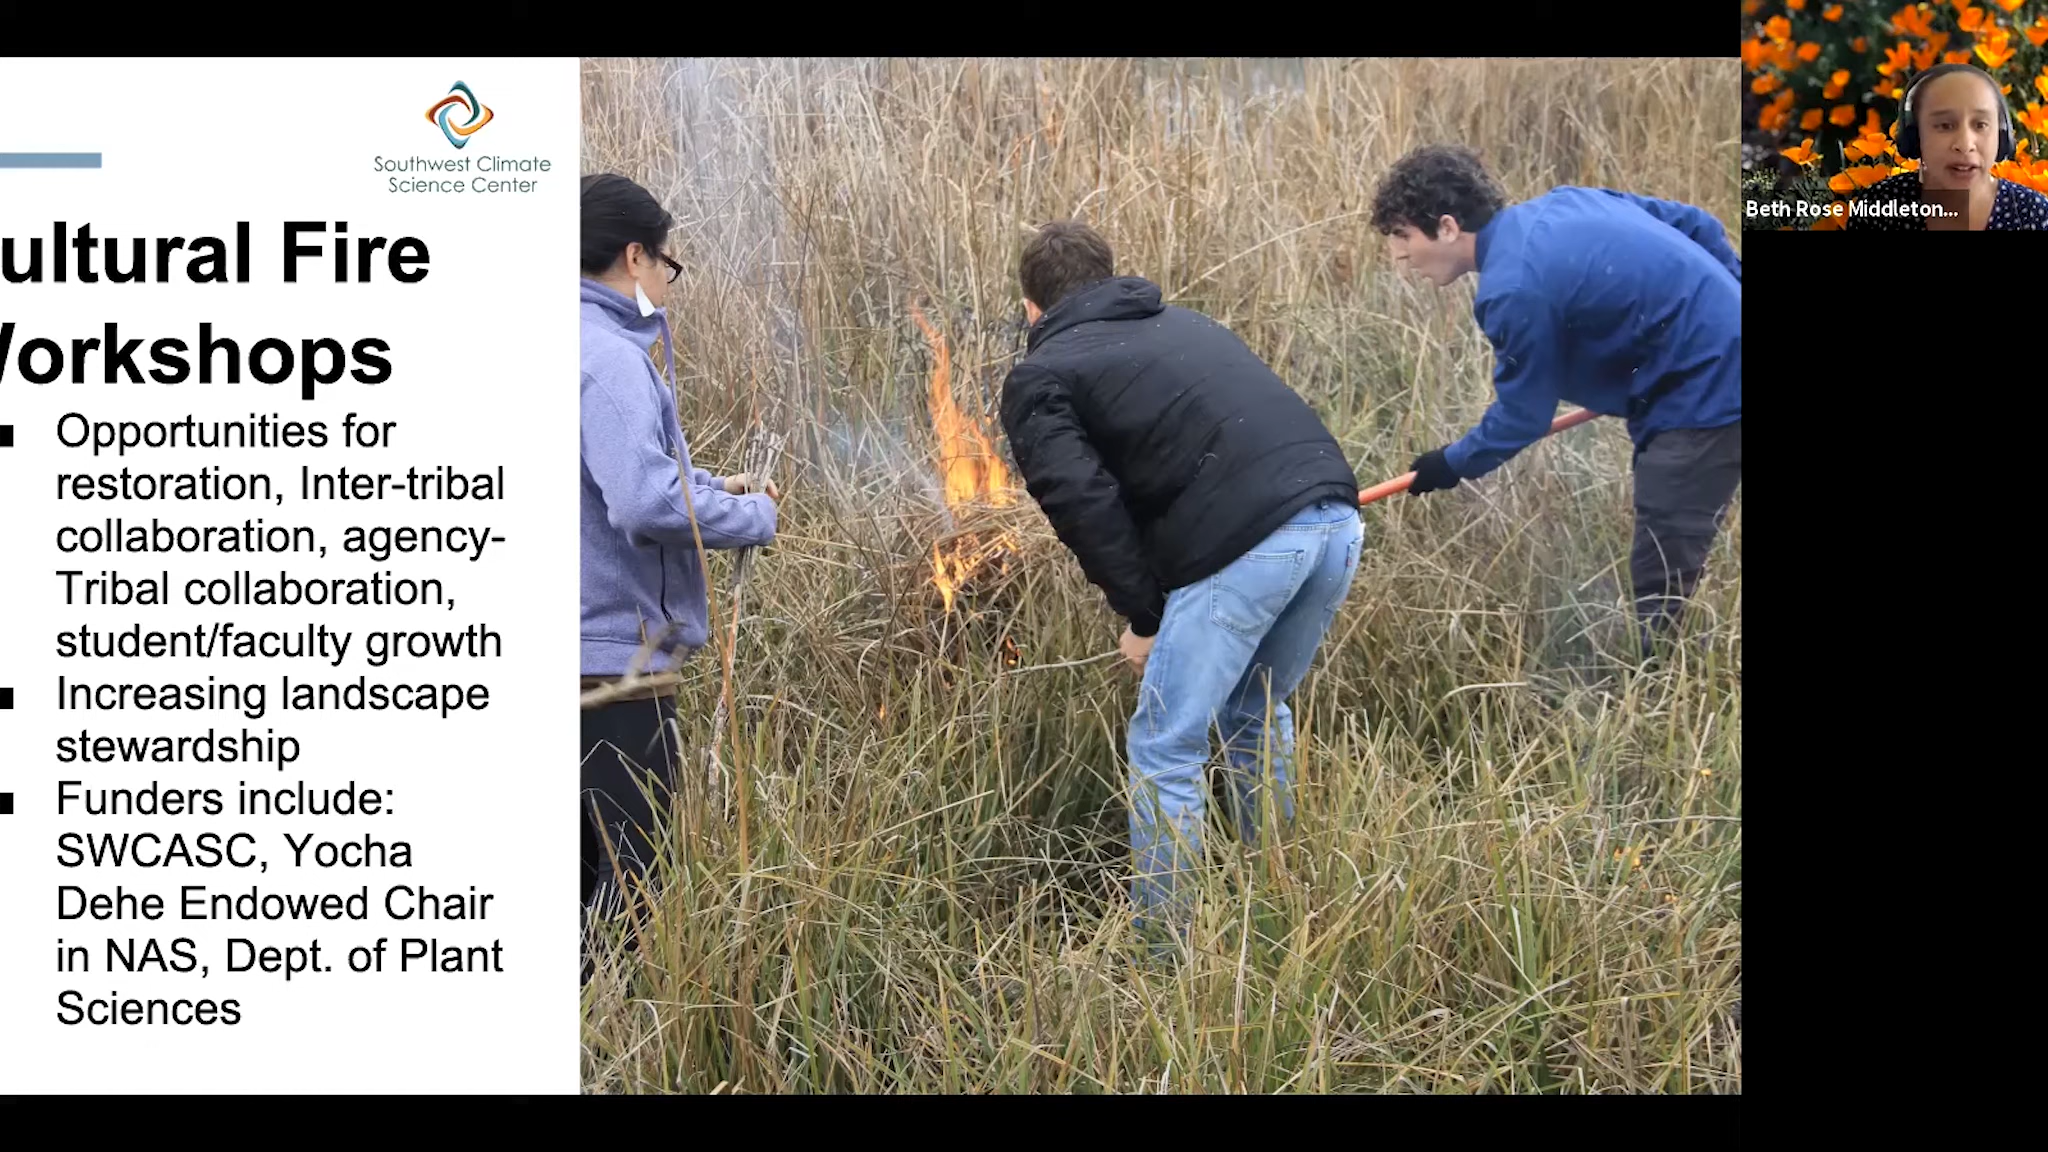 Southwest Climate
Science Center
ultural Fire
orkshops
Opportunities for
restoration, Inter-tribal
collaboration, agency-
Tribal collaboration,
student/faculty growth
Increasing landscape
stewardship
Funders include:
SWCASC, Yocha
Dehe Endowed Chair
in NAS, Dept. of Plant
Sciences
Beth Rose Middleton...